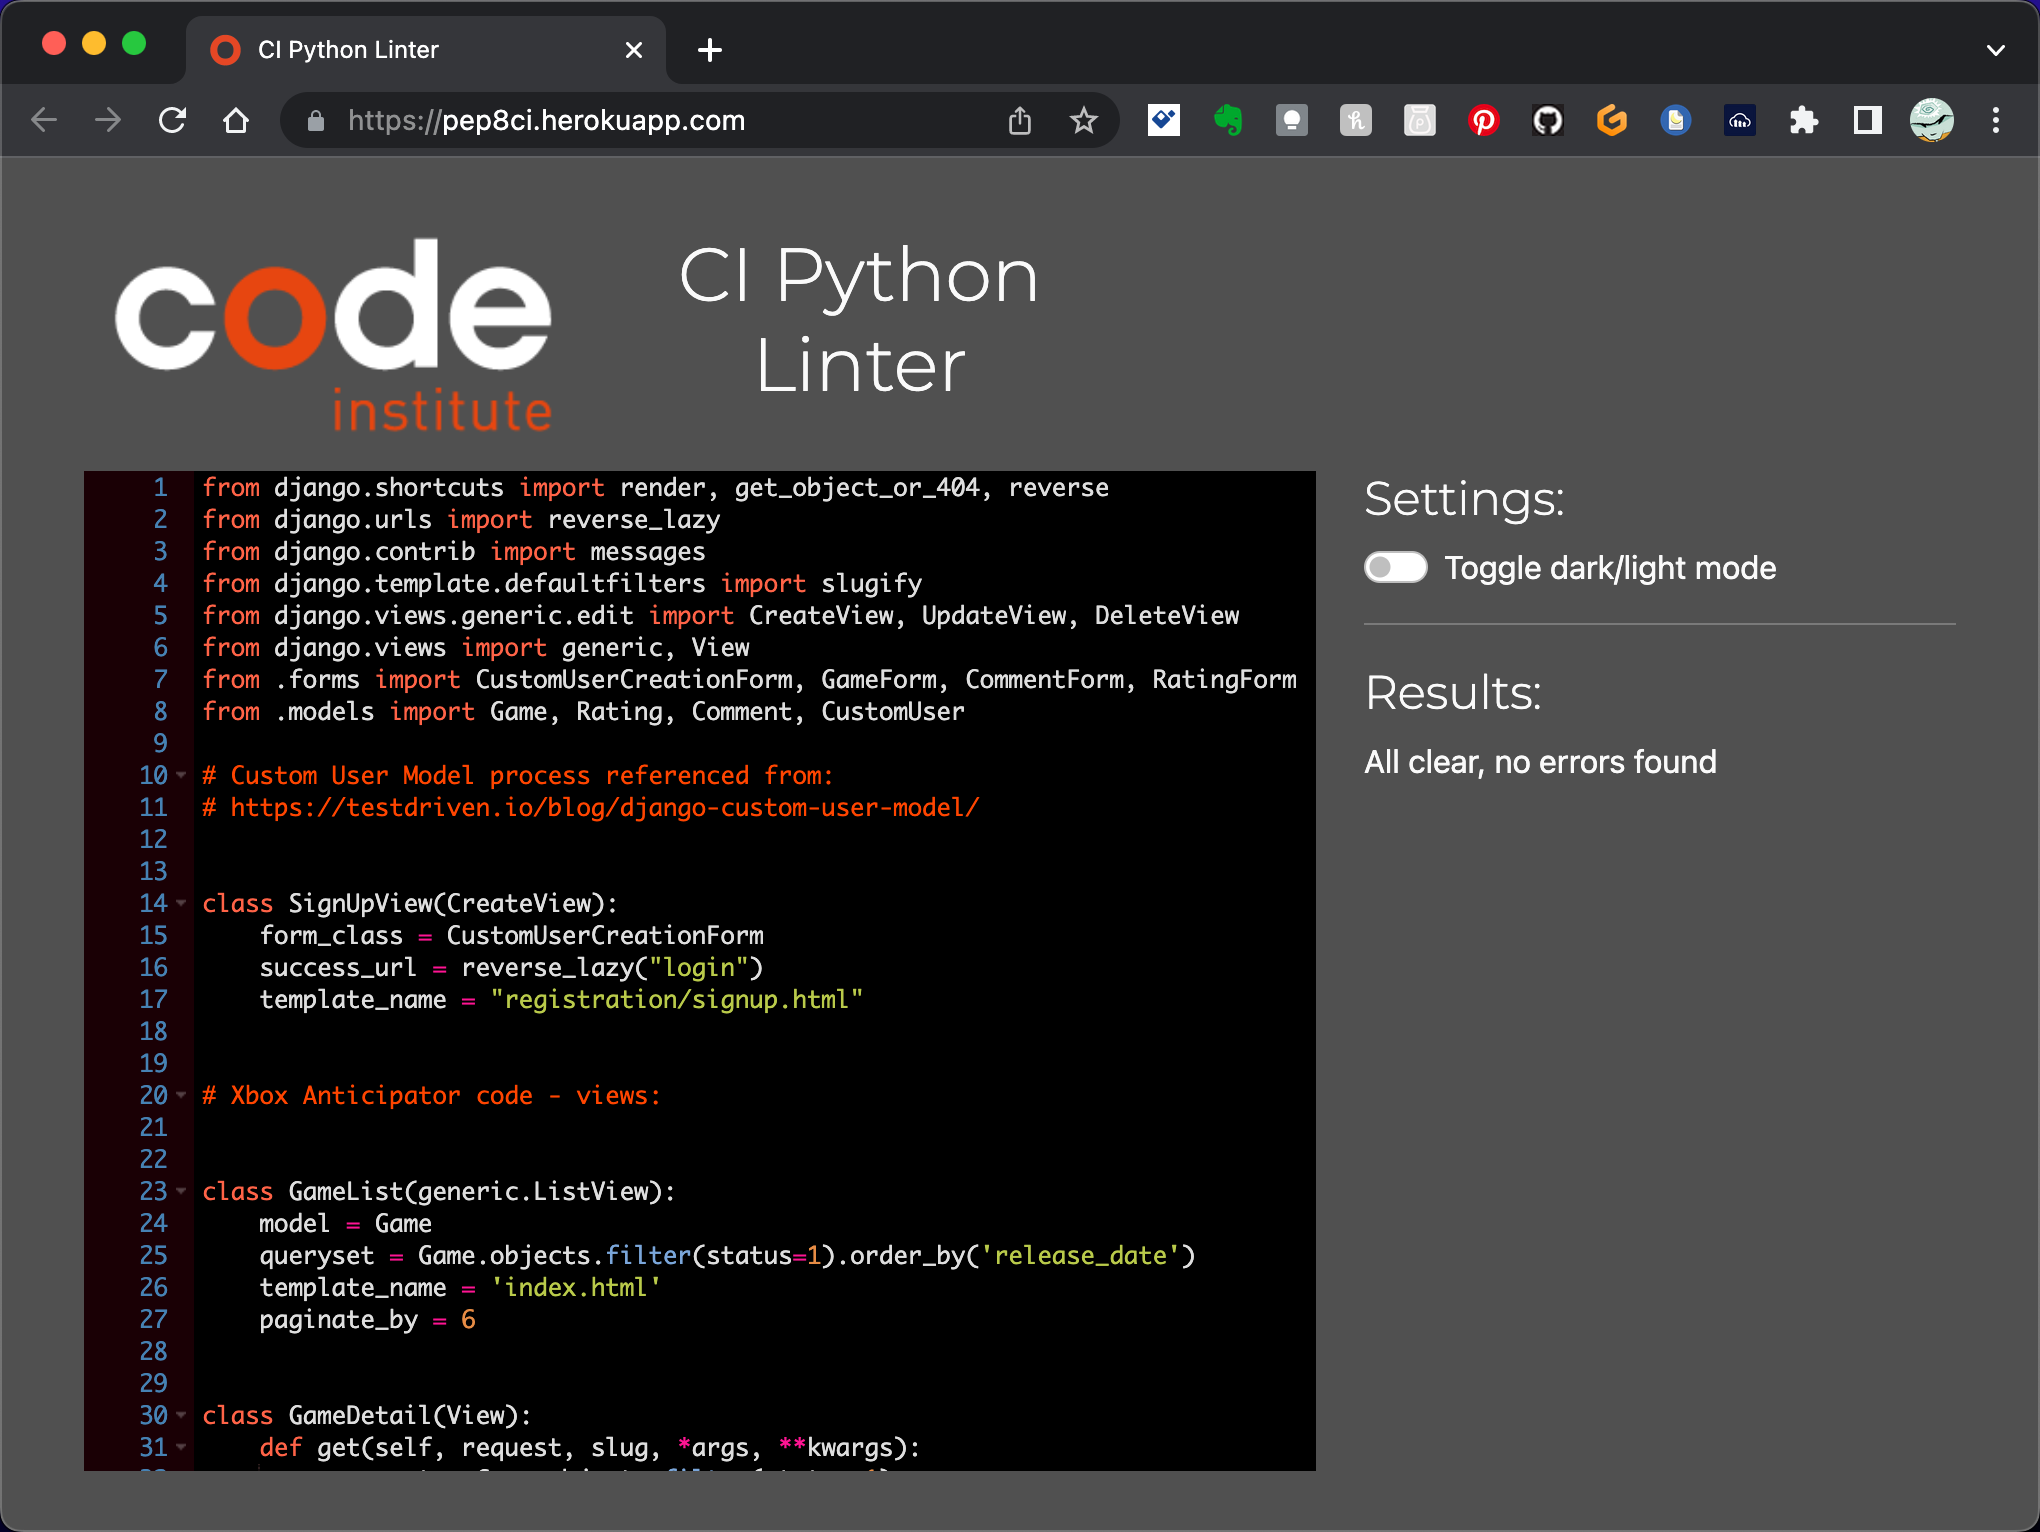 CI Python Linter
https://pep8ci.herokuapp.com
code
institute
CI Python
Linter
1 from django.shortcuts import render, get_object_or_404, reverse
2 from django.urls import reverse_lazy
3 from django.contrib import messages
4 from django.template.defaultfilters import slugify
5 from django.views.generic.edit import CreateView, UpdateView, DeleteView
6 from django.views import generic, View
7 from .forms import CustomUserCreationForm, GameForm, CommentForm, RatingForm
8 from .models import Game, Rating, Comment, CustomUser
9
10 # Custom User Model process referenced from:
11 # https://testdriven.io/blog/django-custom-user-model/
12
13
14 class SignUpView(CreateView):
15     form_class = CustomUserCreationForm
16     success_url = reverse_lazy("login")
17     template_name = "registration/signup.html"
18
19
20 # Xbox Anticipator code - views:
21
22
23 class GameList(generic.ListView):
24     model = Game
25     queryset = Game.objects.filter(status=1).order_by('release_date')
26     template_name = 'index.html'
27     paginate_by = 6
28
29
30 class GameDetail(View):
31     def get(self, request, slug, *args, **kwargs):
Settings:
Toggle dark/light mode
Results:
All clear, no errors found